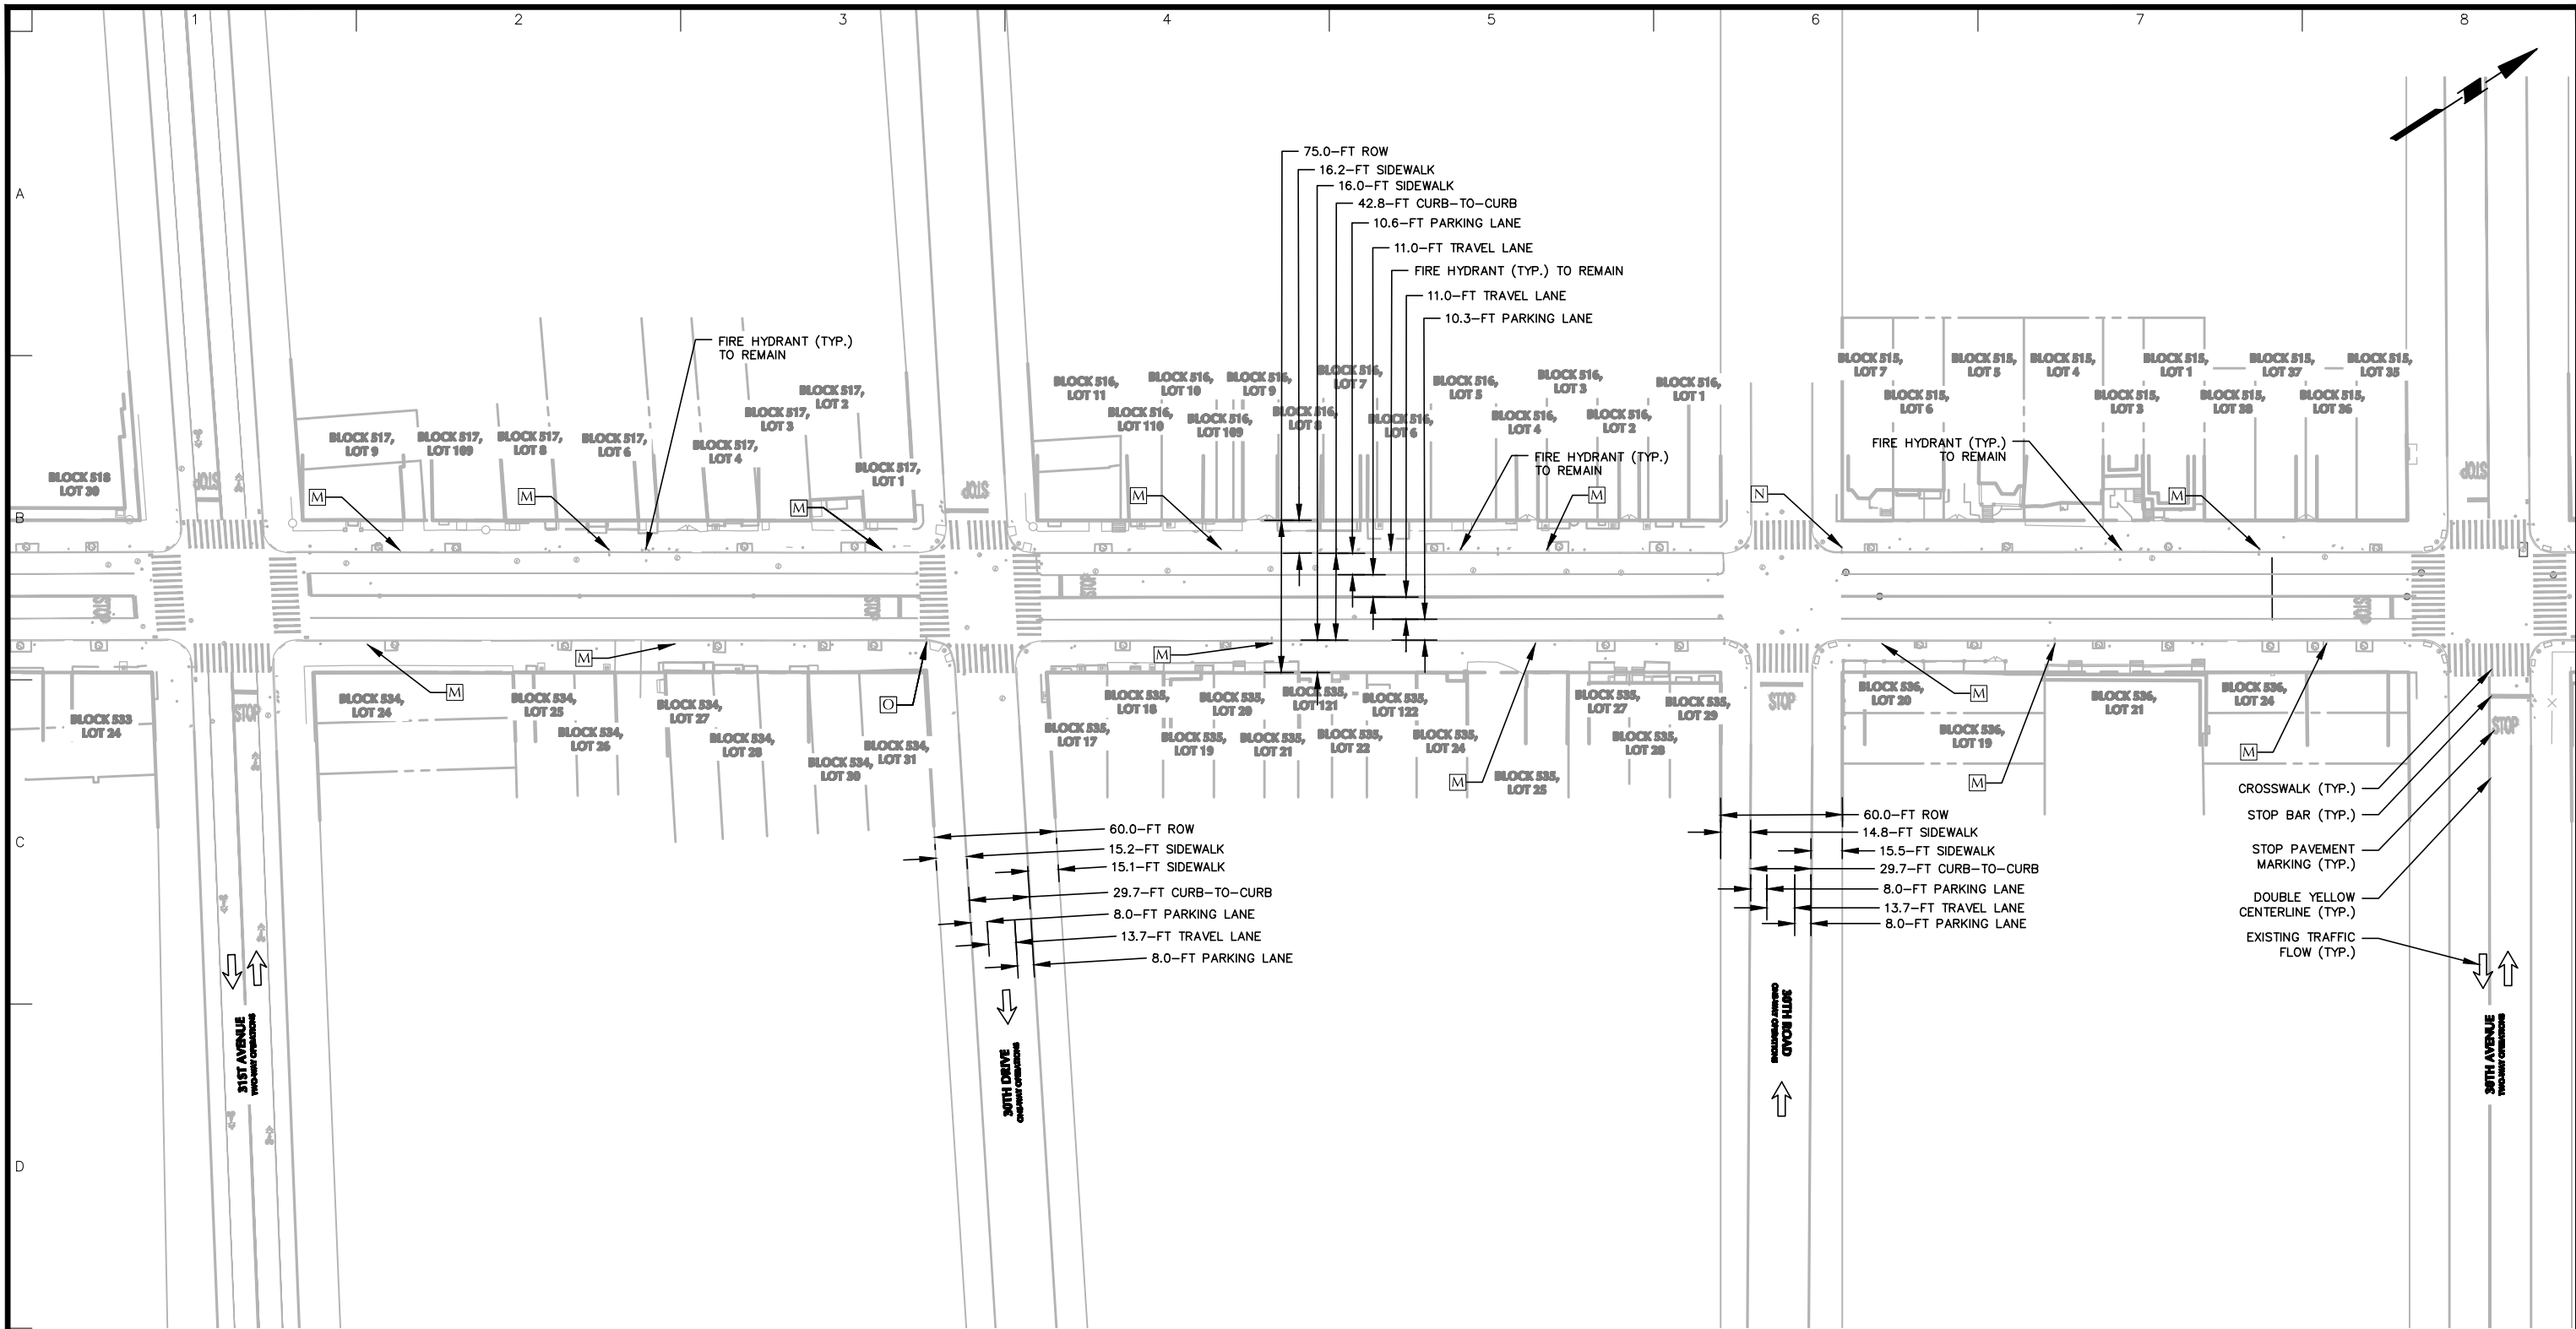 1 2 3 4 5 6 7 8
A
B
C
D
75.0-FT ROW
16.2-FT SIDEWALK
16.0-FT SIDEWALK
42.8-FT CURB-TO-CURB
10.6-FT PARKING LANE
11.0-FT TRAVEL LANE
FIRE HYDRANT (TYP.) TO REMAIN
11.0-FT TRAVEL LANE
10.3-FT PARKING LANE
FIRE HYDRANT (TYP.)
TO REMAIN
BLOCK 518
LOT 30
BLOCK 517,
LOT 9
BLOCK 517,
LOT 109
BLOCK 517,
LOT 8
BLOCK 517,
LOT 6
BLOCK 517,
LOT 4
BLOCK 517,
LOT 3
BLOCK 517,
LOT 2
BLOCK 517,
LOT 1
BLOCK 516,
LOT 11
BLOCK 516,
LOT 110
BLOCK 516,
LOT 10
BLOCK 516,
LOT 109
BLOCK 516,
LOT 9
BLOCK 516,
LOT 8
BLOCK 516,
LOT 7
BLOCK 516,
LOT 6
BLOCK 516,
LOT 5
BLOCK 516,
LOT 4
BLOCK 516,
LOT 3
BLOCK 516,
LOT 2
BLOCK 516,
LOT 1
FIRE HYDRANT (TYP.)
TO REMAIN
BLOCK 515,
LOT 7
BLOCK 515,
LOT 6
BLOCK 515,
LOT 5
BLOCK 515,
LOT 4
BLOCK 515,
LOT 3
BLOCK 515,
LOT 1
BLOCK 515,
LOT 38
BLOCK 515,
LOT 37
BLOCK 515,
LOT 36
BLOCK 515,
LOT 35
FIRE HYDRANT (TYP.)
TO REMAIN
M
M
M
M
M
N
M
STOP
STOP
STOP
STOP
STOP
STOP
STOP
M
M
O
M
M
M
M
M
STOP
STOP
STOP
BLOCK 533
LOT 24
BLOCK 534,
LOT 24
BLOCK 534,
LOT 25
BLOCK 534,
LOT 26
BLOCK 534,
LOT 27
BLOCK 534,
LOT 28
BLOCK 534,
LOT 30
BLOCK 534,
LOT 31
BLOCK 535,
LOT 17
BLOCK 535,
LOT 18
BLOCK 535,
LOT 19
BLOCK 535,
LOT 20
BLOCK 535,
LOT 21
BLOCK 535,
LOT 121
BLOCK 535,
LOT 22
BLOCK 535,
LOT 122
BLOCK 535,
LOT 24
BLOCK 535,
LOT 25
BLOCK 535,
LOT 27
BLOCK 535,
LOT 28
BLOCK 535,
LOT 29
BLOCK 536,
LOT 20
BLOCK 536,
LOT 19
BLOCK 536,
LOT 21
BLOCK 536,
LOT 24
60.0-FT ROW
15.2-FT SIDEWALK
15.1-FT SIDEWALK
29.7-FT CURB-TO-CURB
8.0-FT PARKING LANE
13.7-FT TRAVEL LANE
8.0-FT PARKING LANE
60.0-FT ROW
14.8-FT SIDEWALK
15.5-FT SIDEWALK
29.7-FT CURB-TO-CURB
8.0-FT PARKING LANE
13.7-FT TRAVEL LANE
8.0-FT PARKING LANE
CROSSWALK (TYP.)
STOP BAR (TYP.)
STOP PAVEMENT
MARKING (TYP.)
DOUBLE YELLOW
CENTERLINE (TYP.)
EXISTING TRAFFIC
FLOW (TYP.)
31ST AVENUE
TWO-WAY OPERATIONS
30TH DRIVE
ONE-WAY OPERATIONS
30TH ROAD
ONE-WAY OPERATIONS
30TH AVENUE
TWO-WAY OPERATIONS